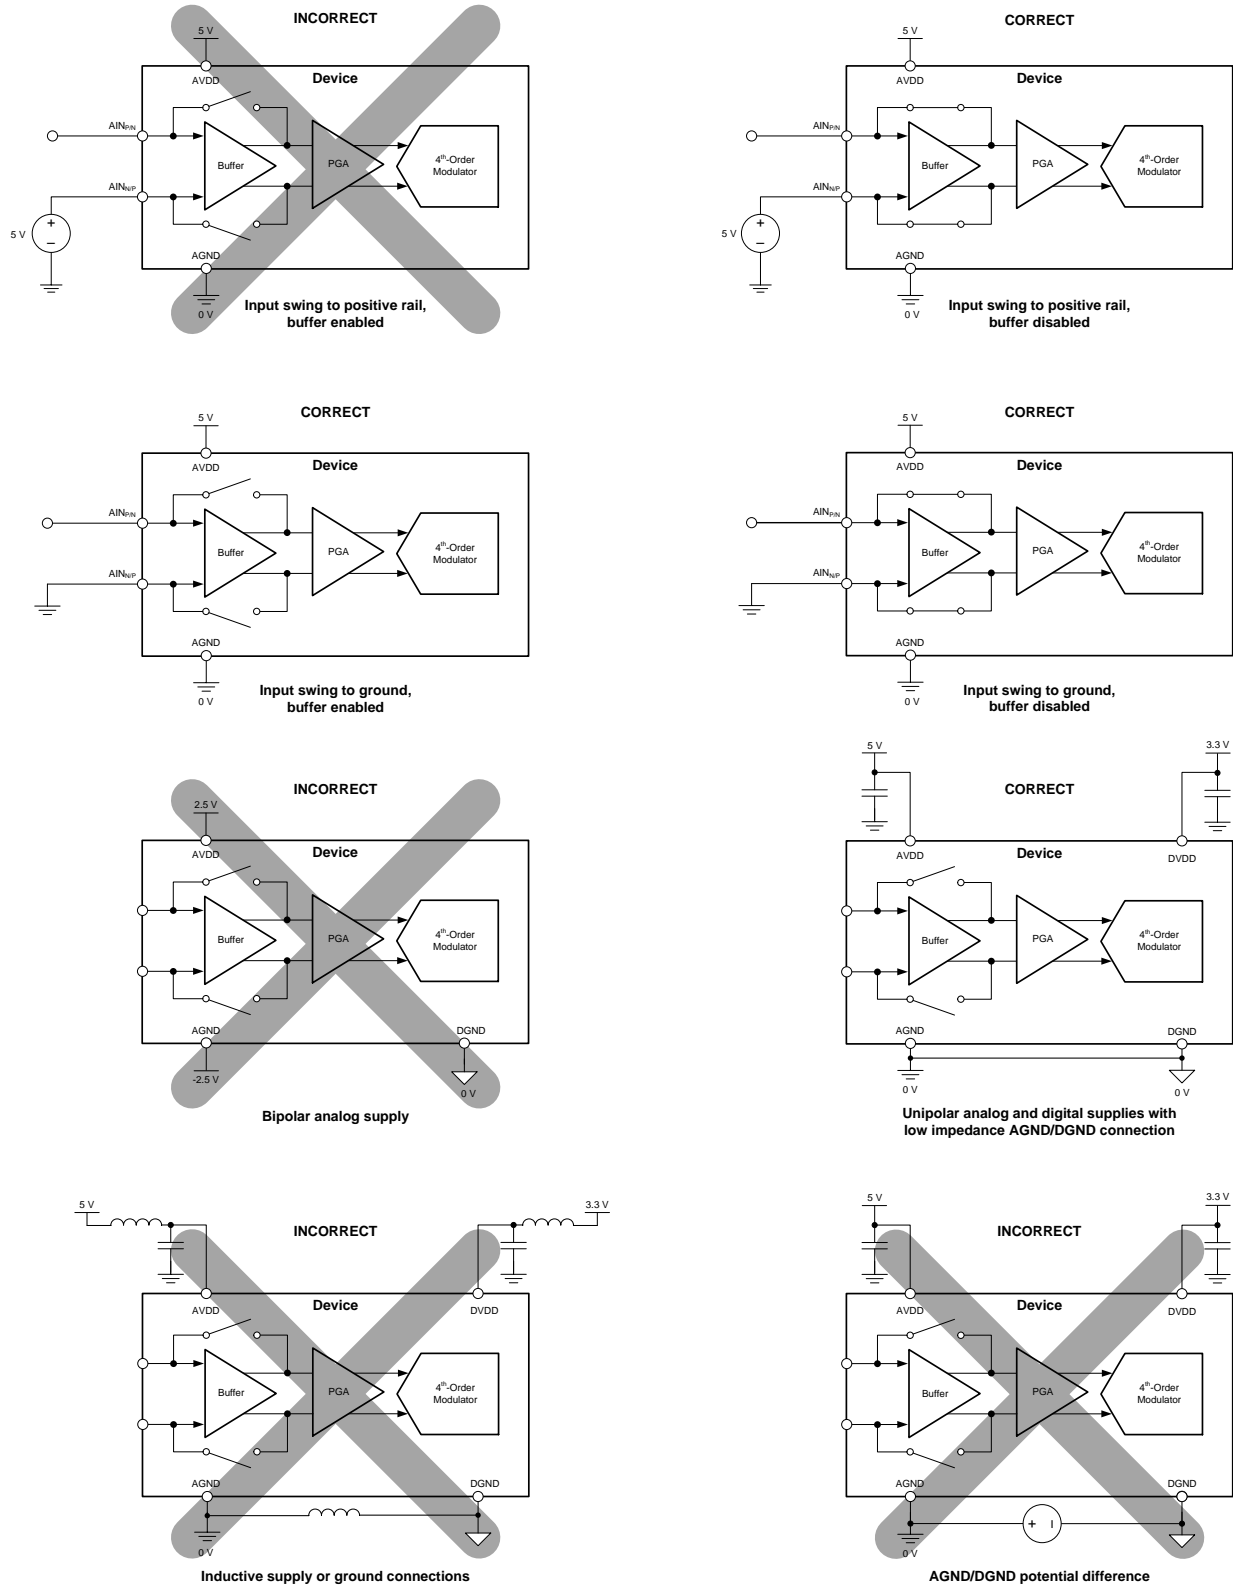 INCORRECT
5 V
AVDD
Device
AINP/N
Buffer
PGA
4th-Order
Modulator
AINN/P
5 V
AGND
0 V
Input swing to positive rail,
buffer enabled
CORRECT
5 V
AVDD
Device
AINP/N
Buffer
PGA
4th-Order
Modulator
AINN/P
5 V
AGND
0 V
Input swing to positive rail,
buffer disabled
CORRECT
5 V
AVDD
Device
AINP/N
Buffer
PGA
4th-Order
Modulator
AINN/P
AGND
0 V
Input swing to ground,
buffer enabled
CORRECT
5 V
AVDD
Device
AINP/N
Buffer
PGA
4th-Order
Modulator
AINN/P
AGND
0 V
Input swing to ground,
buffer disabled
INCORRECT
2.5 V
AVDD
Device
Buffer
PGA
4th-Order
Modulator
AGND
DGND
-2.5 V
0 V
Bipolar analog supply
5 V
3.3 V
CORRECT
AVDD
Device
DVDD
Buffer
PGA
4th-Order
Modulator
AGND
DGND
0 V
0 V
Unipolar analog and digital supplies with
low impedance AGND/DGND connection
5 V
3.3 V
INCORRECT
AVDD
Device
DVDD
Buffer
PGA
4th-Order
Modulator
AGND
DGND
0 V
Inductive supply or ground connections
5 V
3.3 V
INCORRECT
AVDD
Device
DVDD
Buffer
PGA
4th-Order
Modulator
AGND
DGND
0 V
AGND/DGND potential difference